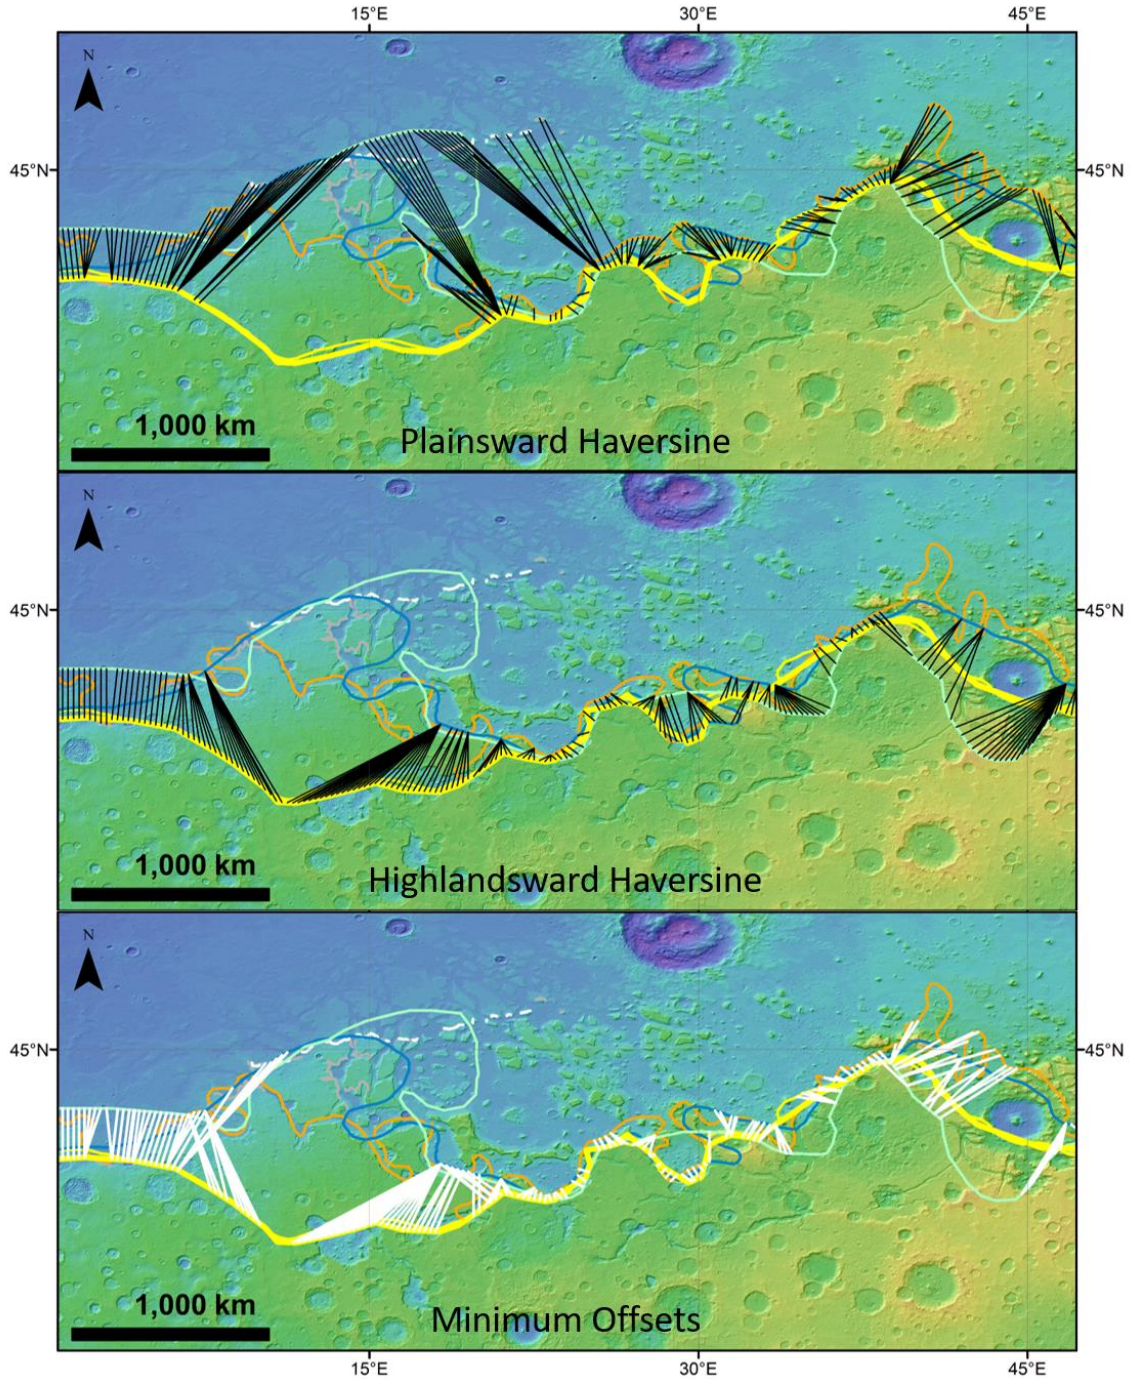 15°E 30°E 45°E
N
45°N 45°N
1,000 km
Plainsward Haversine
N
45°N 45°N
1,000 km
Highlandsward Haversine
N
45°N 45°N
1,000 km
Minimum Offsets
15°E 30°E 45°E